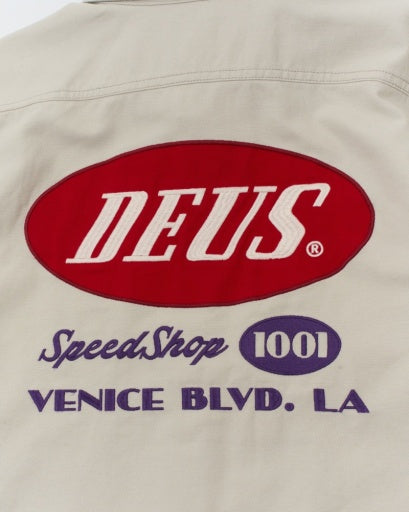 DEUS®
SpeedShop 1001
VENICE BLVD. LA